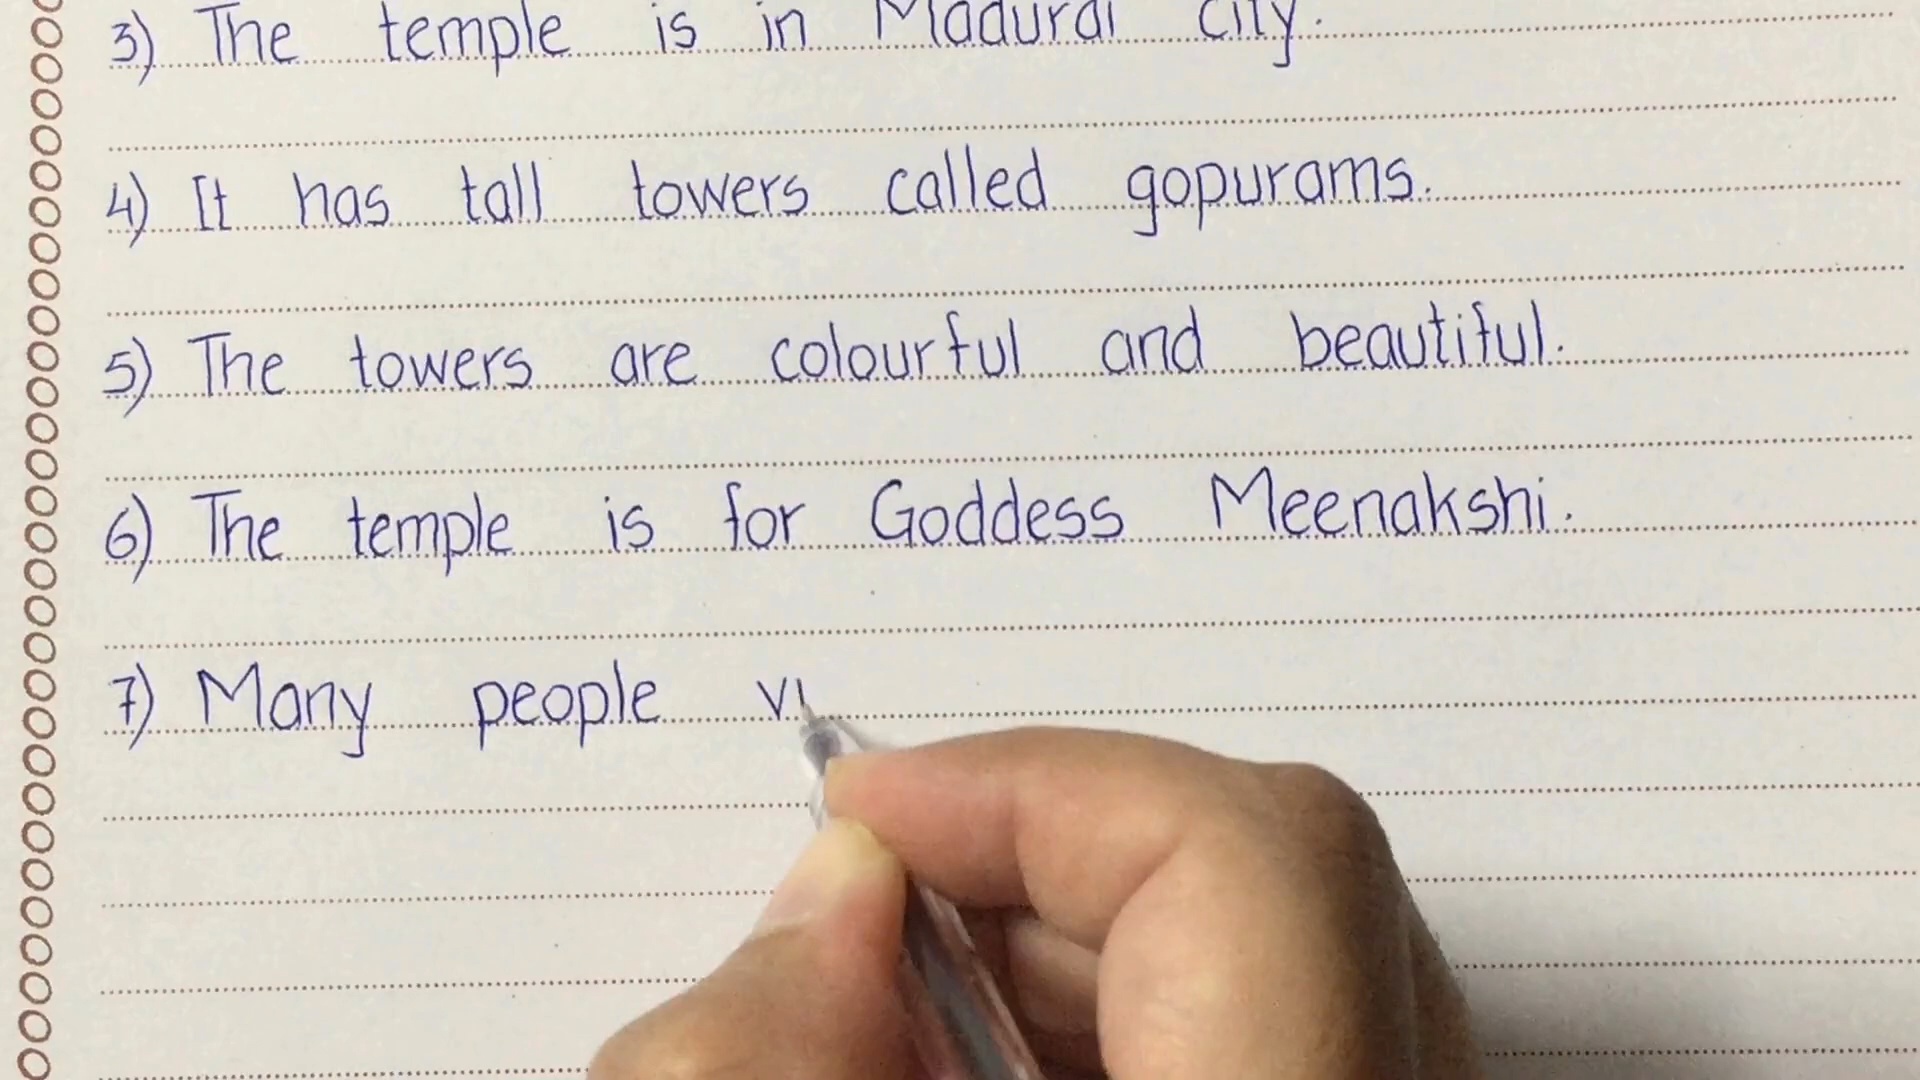 3) The temple is in Madurai city.
4) It has tall towers called gopurams.
5) The towers are colourful and beautiful.
6) The temple is for Goddess Meenakshi.
7) Many people vi